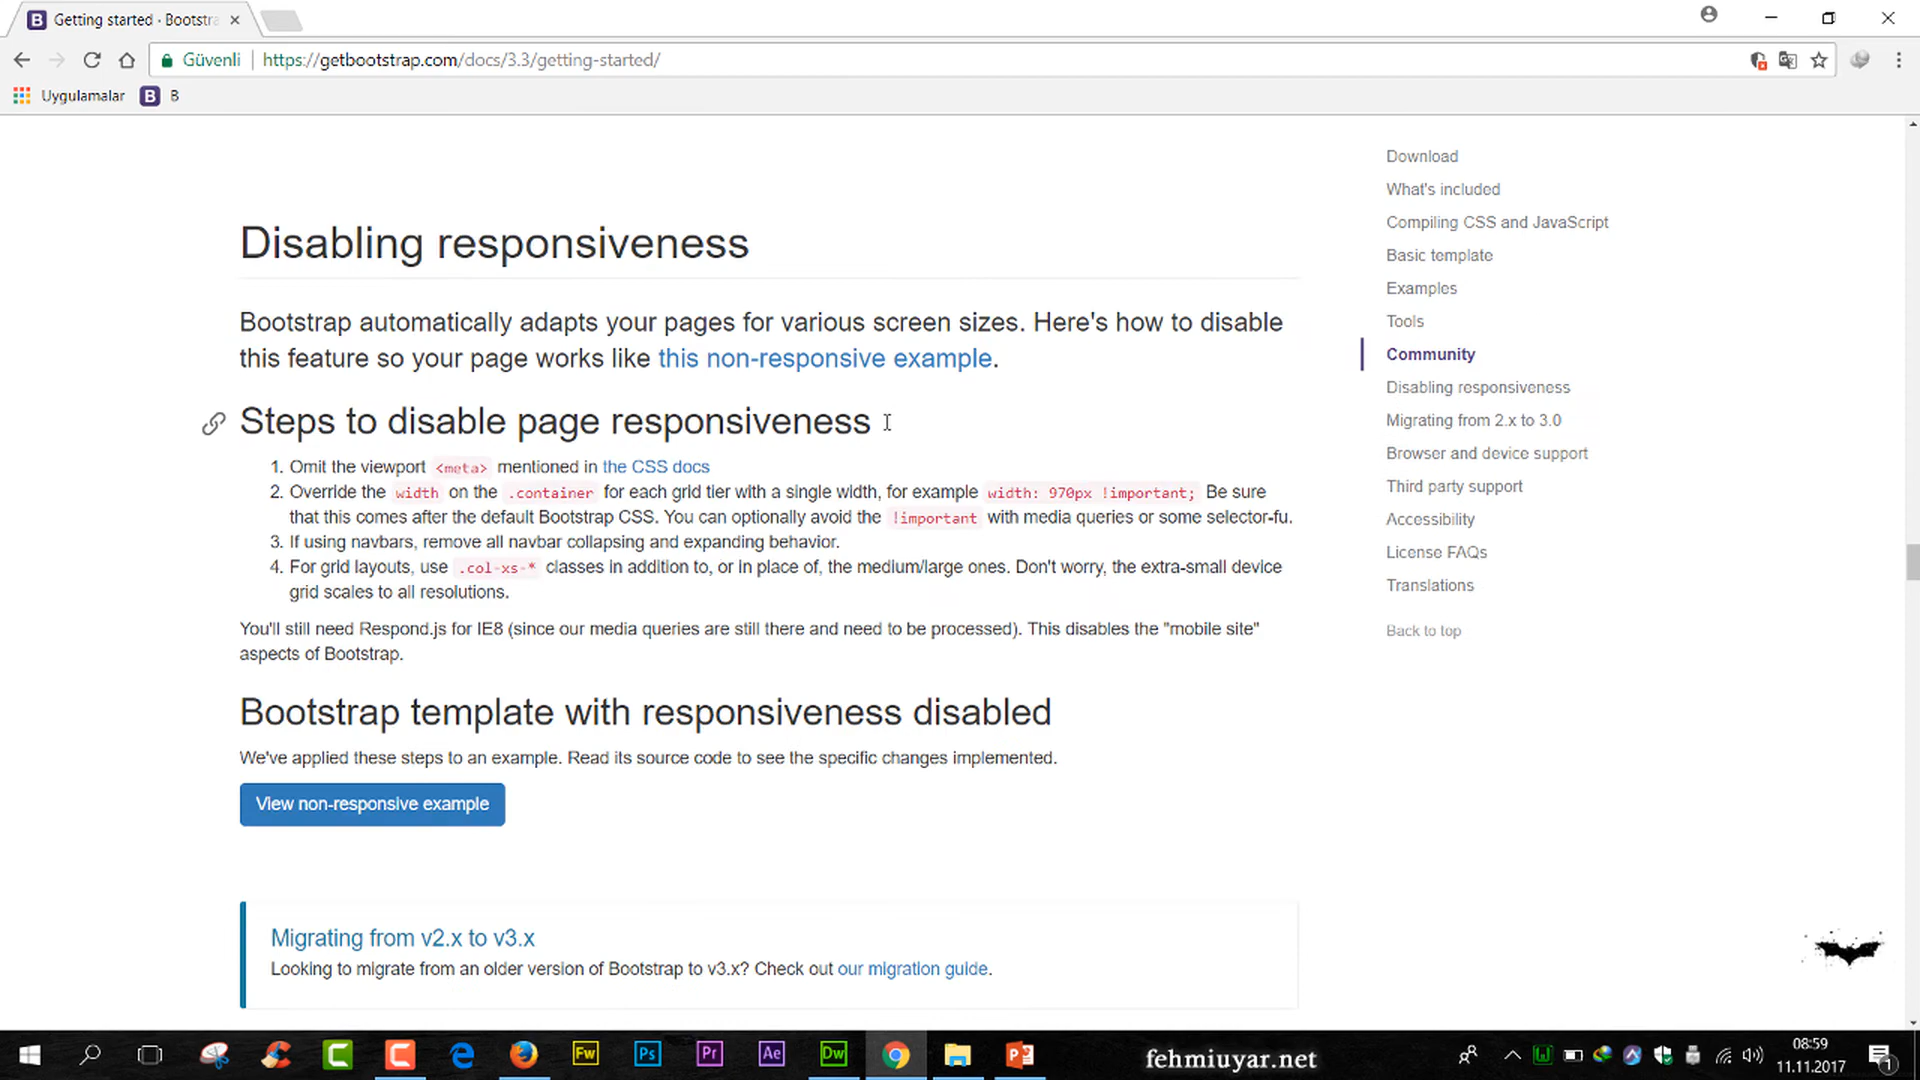 B Getting started · Bootstra
Güvenli https://getbootstrap.com/docs/3.3/getting-started/
Uygulamalar B B
Disabling responsiveness
Bootstrap automatically adapts your pages for various screen sizes. Here's how to disable
this feature so your page works like this non-responsive example.
Steps to disable page responsiveness
1. Omit the viewport <meta> mentioned in the CSS docs
2. Override the width on the .container for each grid tier with a single width, for example width: 970px !important; Be sure
that this comes after the default Bootstrap CSS. You can optionally avoid the !important with media queries or some selector-fu.
3. If using navbars, remove all navbar collapsing and expanding behavior.
4. For grid layouts, use .col-xs-* classes in addition to, or in place of, the medium/large ones. Don't worry, the extra-small device
grid scales to all resolutions.
You'll still need Respond.js for IE8 (since our media queries are still there and need to be processed). This disables the "mobile site"
aspects of Bootstrap.
Bootstrap template with responsiveness disabled
We've applied these steps to an example. Read its source code to see the specific changes implemented.
View non-responsive example
Migrating from v2.x to v3.x
Looking to migrate from an older version of Bootstrap to v3.x? Check out our migration guide.
Download
What's included
Compiling CSS and JavaScript
Basic template
Examples
Tools
Community
Disabling responsiveness
Migrating from 2.x to 3.0
Browser and device support
Third party support
Accessibility
License FAQs
Translations
Back to top
Fw Ps Pr Ae Dw
fehmiuyar.net
08:59
11.11.2017
1